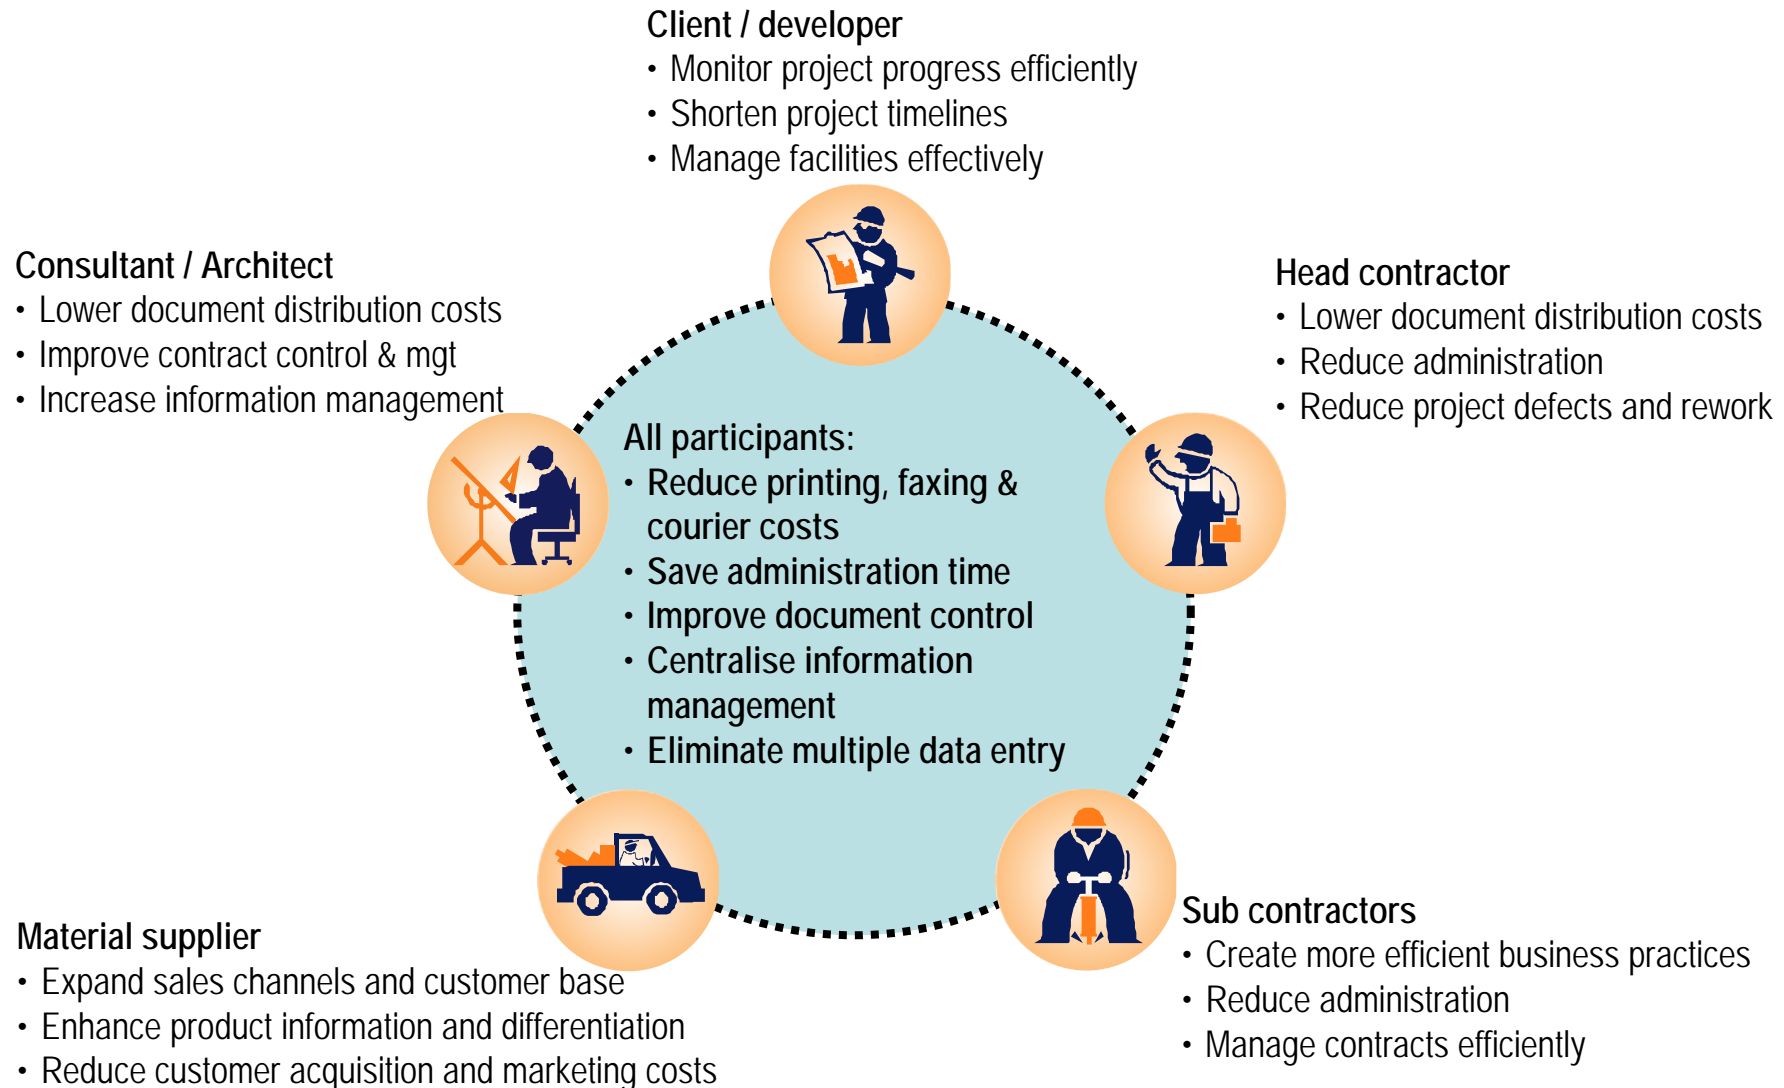 Client / developer
• Monitor project progress efficiently
• Shorten project timelines
• Manage facilities effectively
Consultant / Architect
• Lower document distribution costs
• Improve contract control & mgt
• Increase information management
Head contractor
• Lower document distribution costs
• Reduce administration
• Reduce project defects and rework
All participants:
• Reduce printing, faxing &
courier costs
• Save administration time
• Improve document control
• Centralise information
management
• Eliminate multiple data entry
Material supplier
• Expand sales channels and customer base
• Enhance product information and differentiation
• Reduce customer acquisition and marketing costs
Sub contractors
• Create more efficient business practices
• Reduce administration
• Manage contracts efficiently